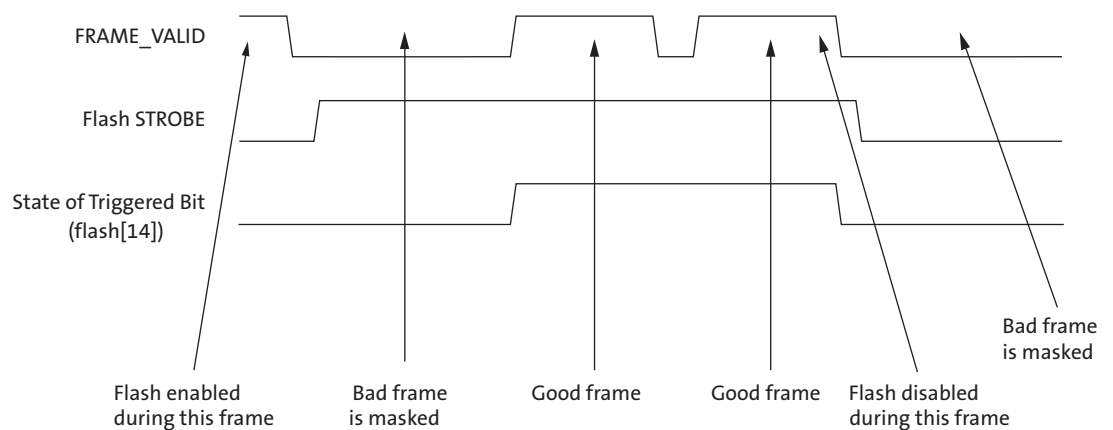 FRAME_VALID
Flash STROBE
State of Triggered Bit
(flash[14])
Flash enabled
during this frame
Bad frame
is masked
Good frame
Good frame
Flash disabled
during this frame
Bad frame
is masked